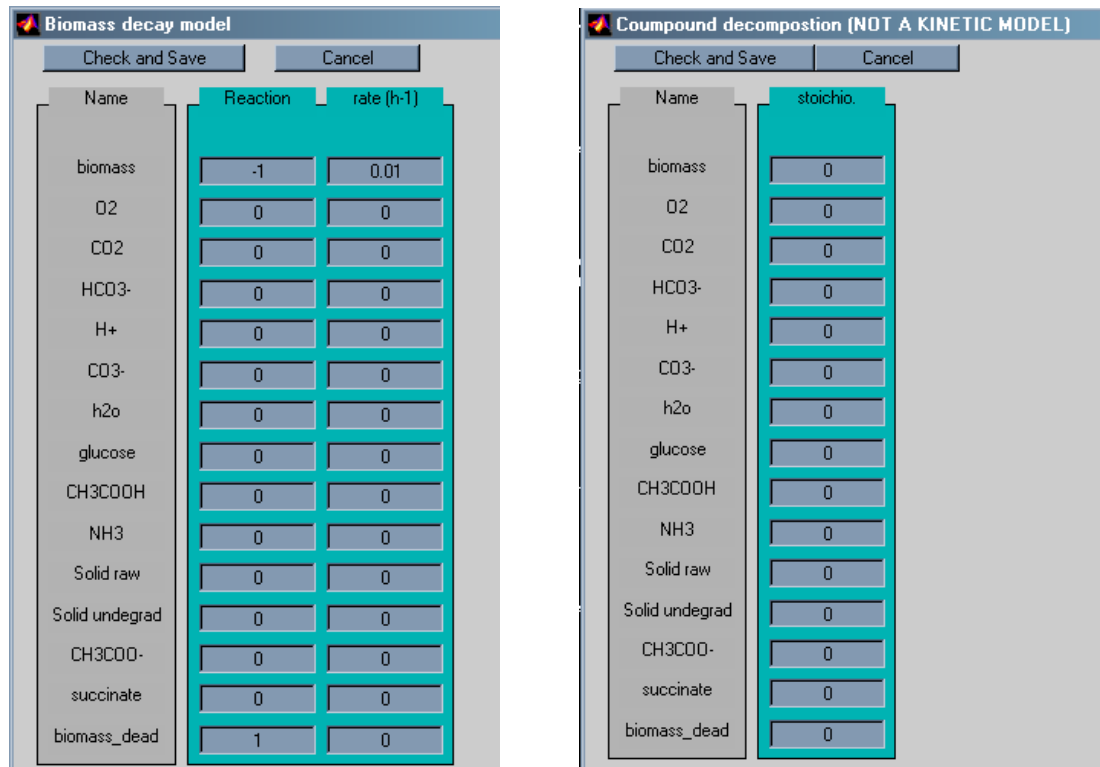 Biomass decay model
Check and Save Cancel
Name Reaction rate (h-1)
biomass -1 0.01
O2 0 0
CO2 0 0
HCO3- 0 0
H+ 0 0
CO3- 0 0
h2o 0 0
glucose 0 0
CH3COOH 0 0
NH3 0 0
Solid raw 0 0
Solid undegrad 0 0
CH3COO- 0 0
succinate 0 0
biomass_dead 1 0
Coumpound decompostion (NOT A KINETIC MODEL)
Check and Save Cancel
Name stoichio.
biomass 0
O2 0
CO2 0
HCO3- 0
H+ 0
CO3- 0
h2o 0
glucose 0
CH3COOH 0
NH3 0
Solid raw 0
Solid undegrad 0
CH3COO- 0
succinate 0
biomass_dead 0